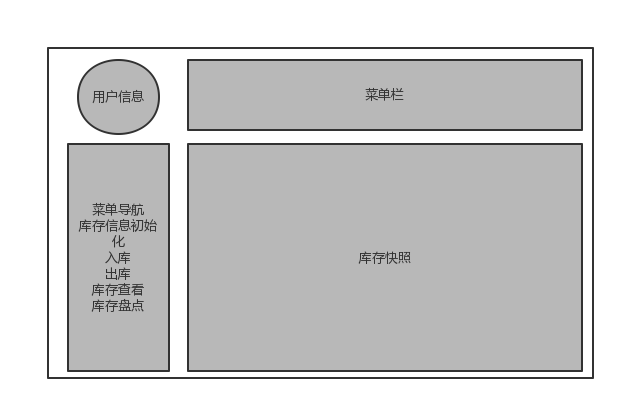 用户信息
菜单栏
菜单导航
库存信息初始
化
入库
出库
库存查看
库存盘点
库存快照